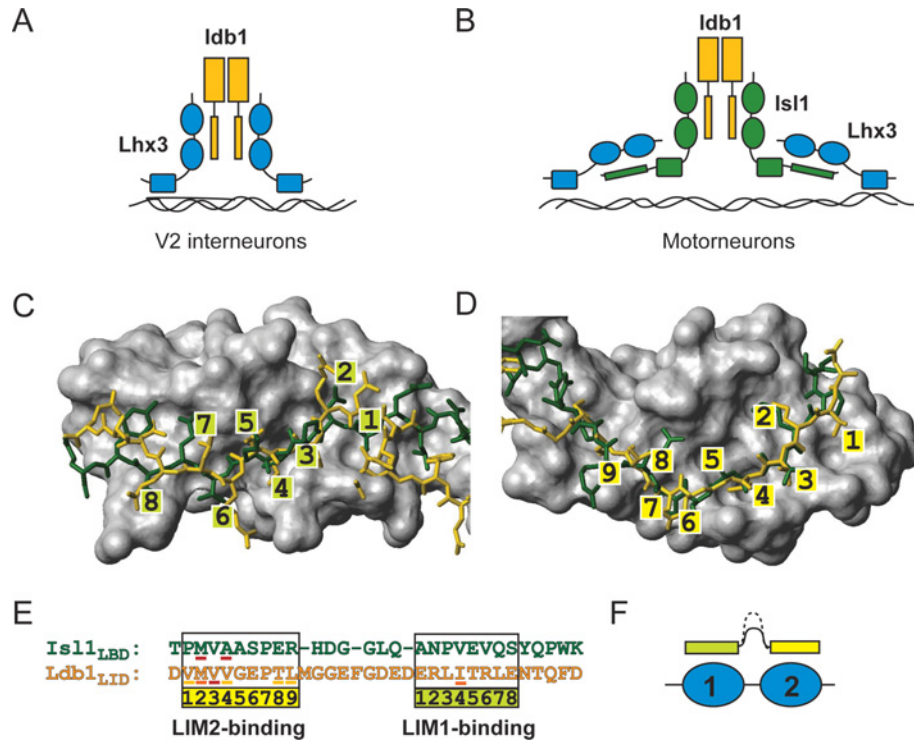 A
B
ldb1
Lhx3
V2 interneurons
ldb1
Isl1
Lhx3
Motorneurons
C
D
1
2
3
4
5
6
7
8
1
2
3
4
5
6
7
8
9
E
F
Isl1LBD: TPMVAASPER-HDG-GLQ-ANPVEVQSYQPWK
Ldb1LID: DVMVVGEPTLMGGEFGDEDERLITRLENTQFD
123456789 12345678
LIM2-binding LIM1-binding
1 2